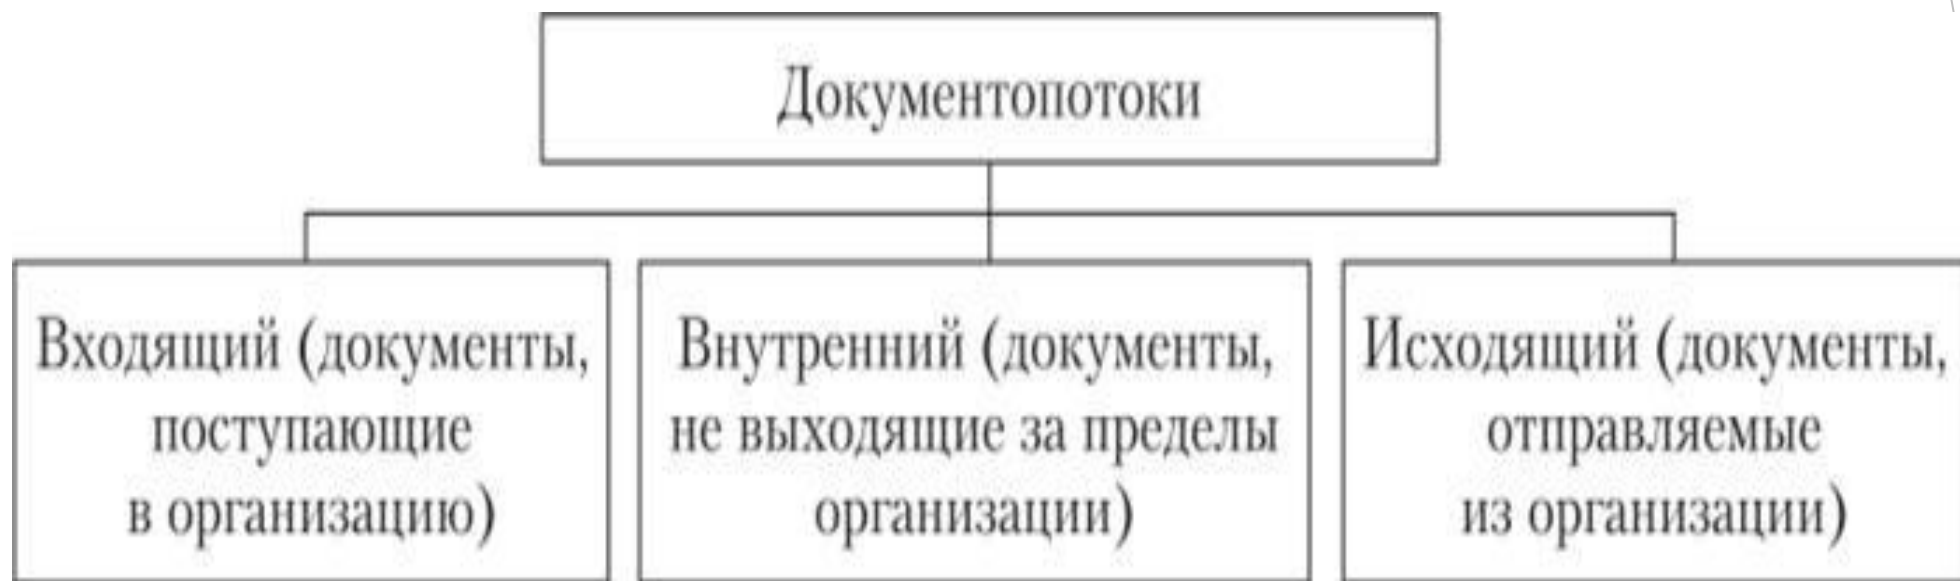 Документопотоки
Входящий (документы,
поступающие
в организацию)
Внутренний (документы,
не выходящие за пределы
организации)
Исходящий (документы,
отправляемые
из организации)